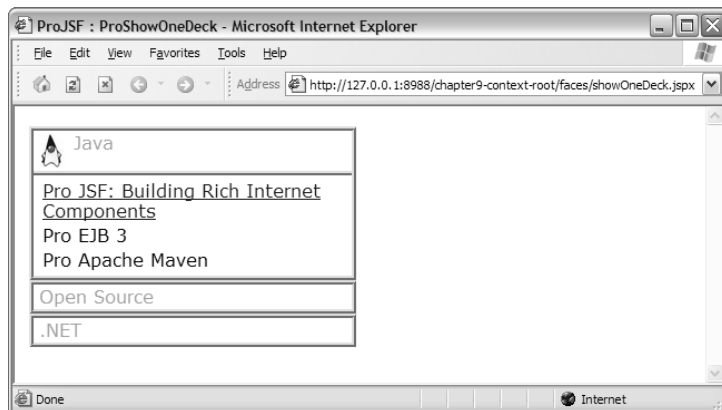 ProJSF : ProShowOneDeck - Microsoft Internet Explorer
File Edit View Favorites Tools Help
Address http://127.0.0.1:8988/chapter9-context-root/faces/showOneDeck.jspx
Java
Pro JSF: Building Rich Internet
Components
Pro EJB 3
Pro Apache Maven
Open Source
.NET
Done Internet